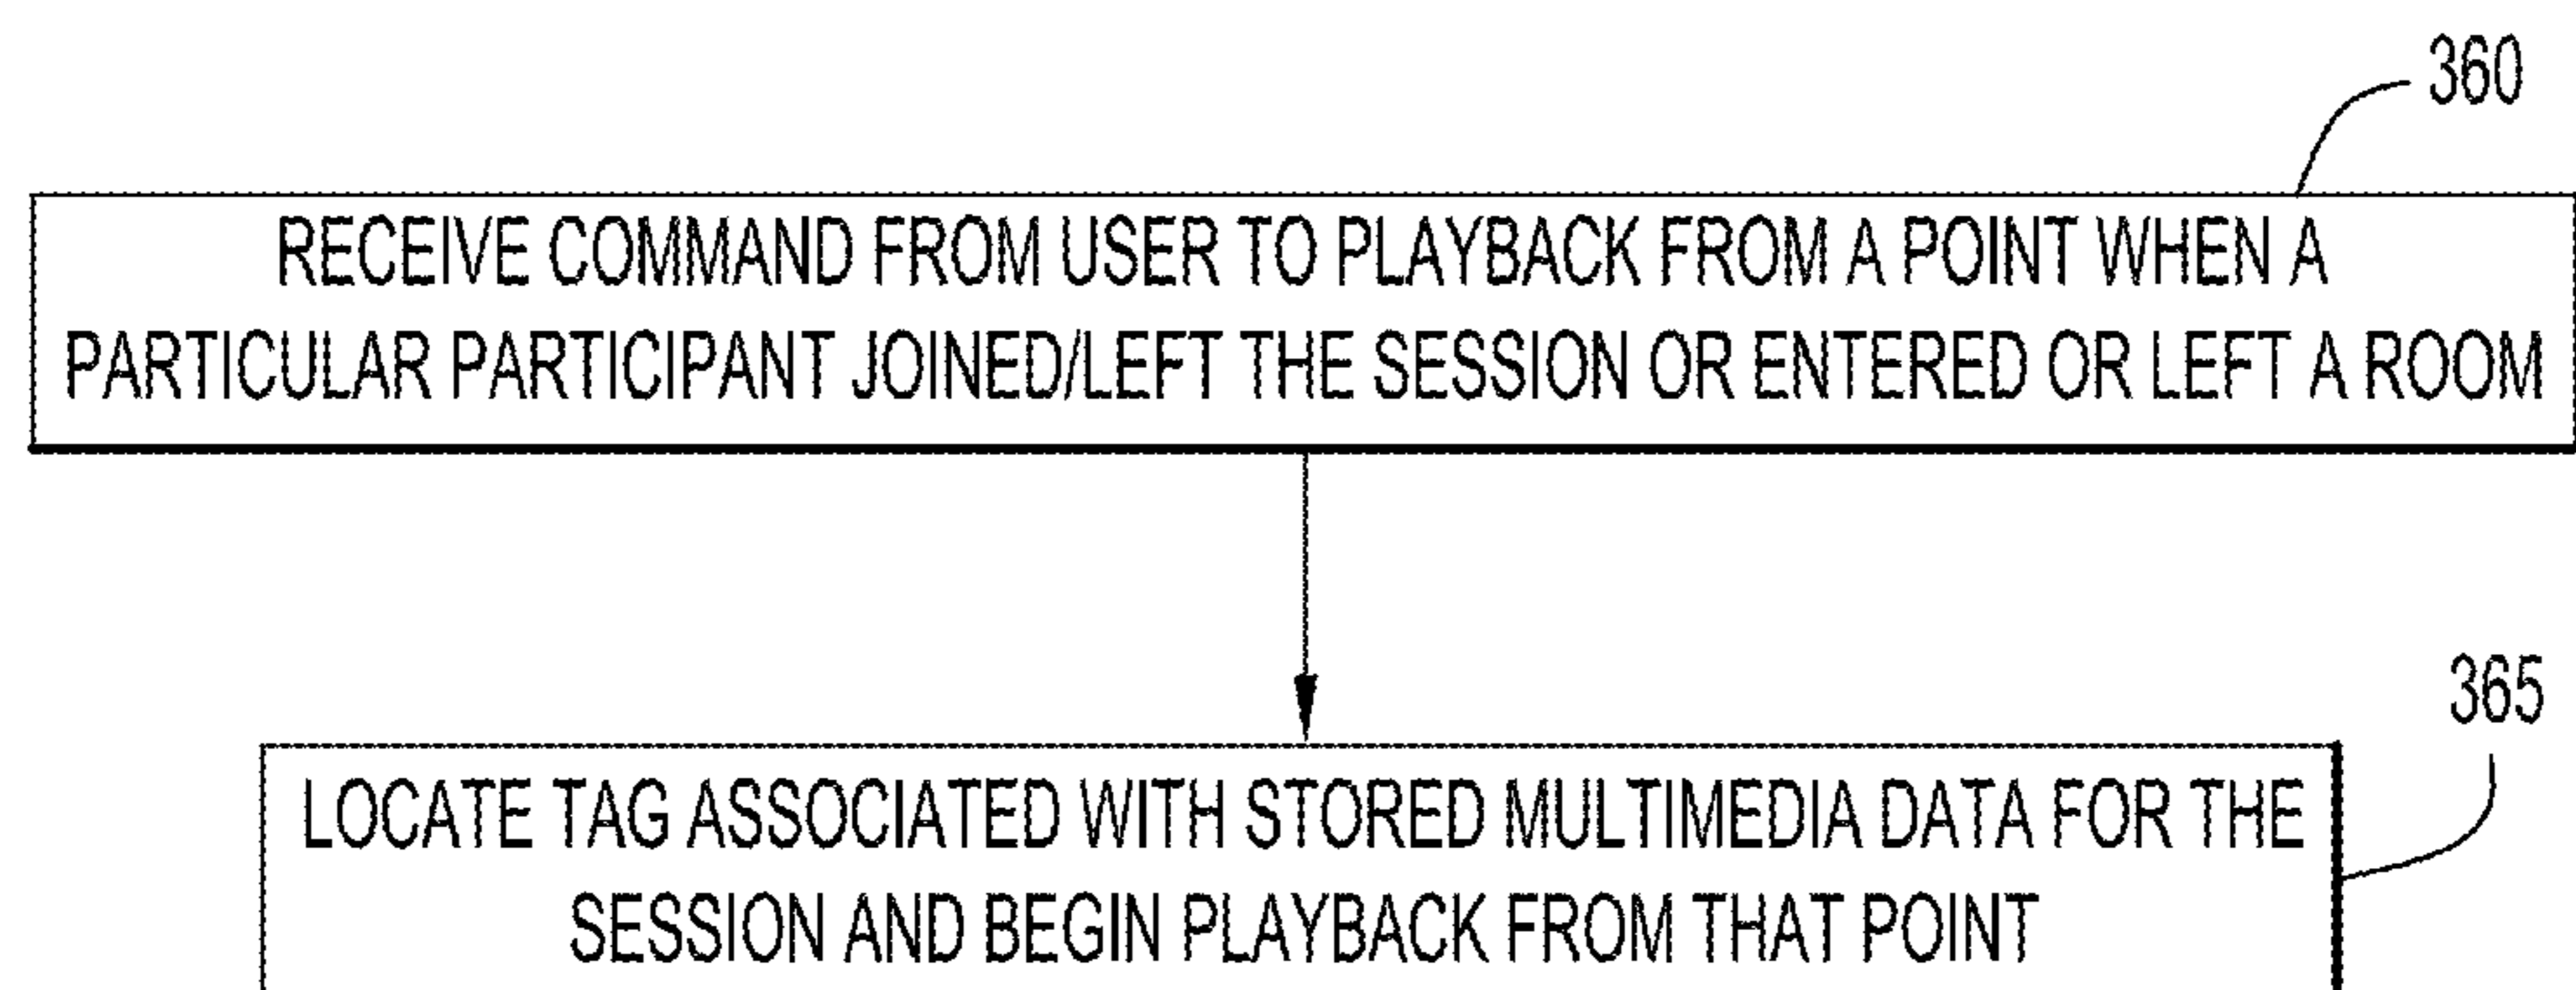 360
RECEIVE COMMAND FROM USER TO PLAYBACK FROM A POINT WHEN A
PARTICULAR PARTICIPANT JOINED/LEFT THE SESSION OR ENTERED OR LEFT A ROOM
365
LOCATE TAG ASSOCIATED WITH STORED MULTIMEDIA DATA FOR THE
SESSION AND BEGIN PLAYBACK FROM THAT POINT